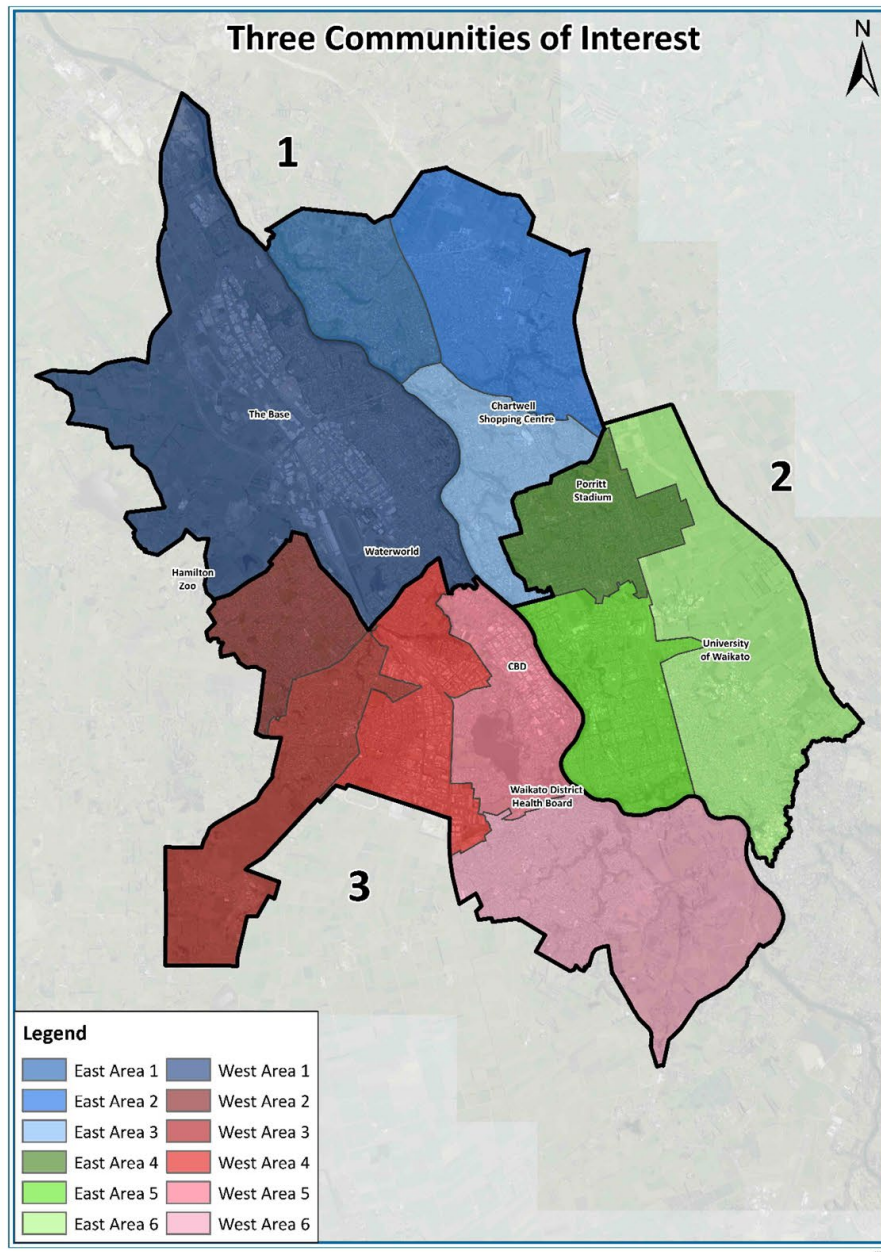 Three Communities of Interest
N
1
The Base
Chartwell
Shopping Centre
2
Porritt
Stadium
Waterworld
Hamilton
Zoo
University
of Waikato
CBD
Waikato District
Health Board
3
Legend
East Area 1
West Area 1
East Area 2
West Area 2
East Area 3
West Area 3
East Area 4
West Area 4
East Area 5
West Area 5
East Area 6
West Area 6